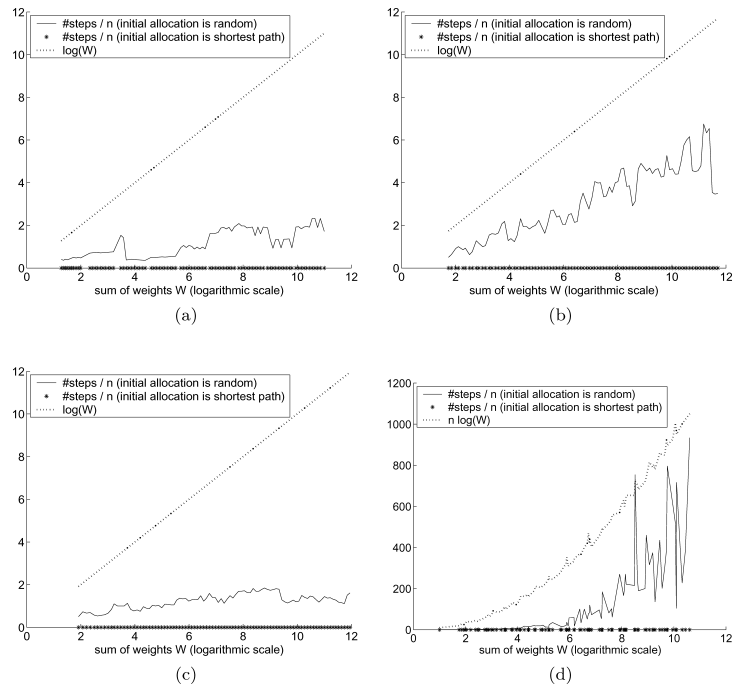 12
#steps / n (initial allocation is random)
#steps / n (initial allocation is shortest path)
log(W)
10
8
6
4
2
0
0 2 4 6 8 10 12
sum of weights W (logarithmic scale)
(a)
12
#steps / n (initial allocation is random)
#steps / n (initial allocation is shortest path)
log(W)
10
8
6
4
2
0
0 2 4 6 8 10 12
sum of weights W (logarithmic scale)
(b)
12
#steps / n (initial allocation is random)
#steps / n (initial allocation is shortest path)
log(W)
10
8
6
4
2
0
0 2 4 6 8 10 12
sum of weights W (logarithmic scale)
(c)
1200
#steps / n (initial allocation is random)
#steps / n (initial allocation is shortest path)
n log(W)
1000
800
600
400
200
0
0 2 4 6 8 10 12
sum of weights W (logarithmic scale)
(d)